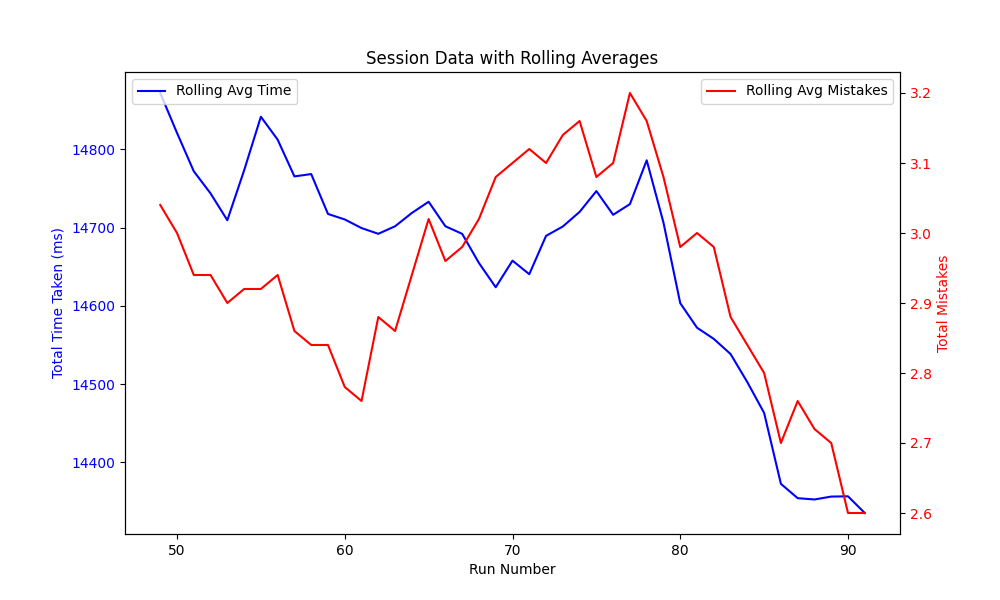 Session Data with Rolling Averages
Rolling Avg Time
Rolling Avg Mistakes
Total Time Taken (ms)
14800
14700
14600
14500
14400
3.2
3.1
3.0
2.9
2.8
2.7
2.6
Total Mistakes
50 60 70 80 90
Run Number